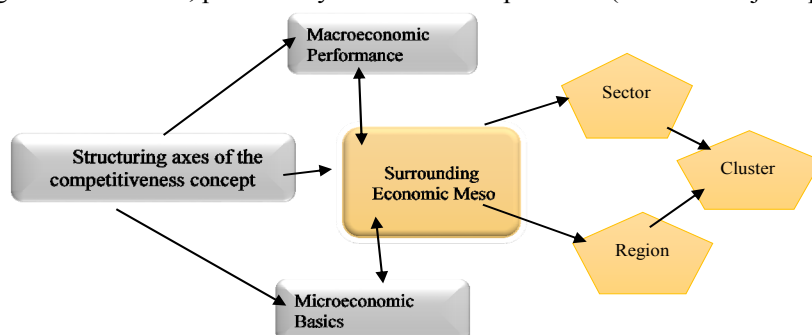 Macroeconomic
Performance
Sector
Structuring axes of the
competitiveness concept
Surrounding
Economic Meso
Cluster
Region
Microeconomic
Basics